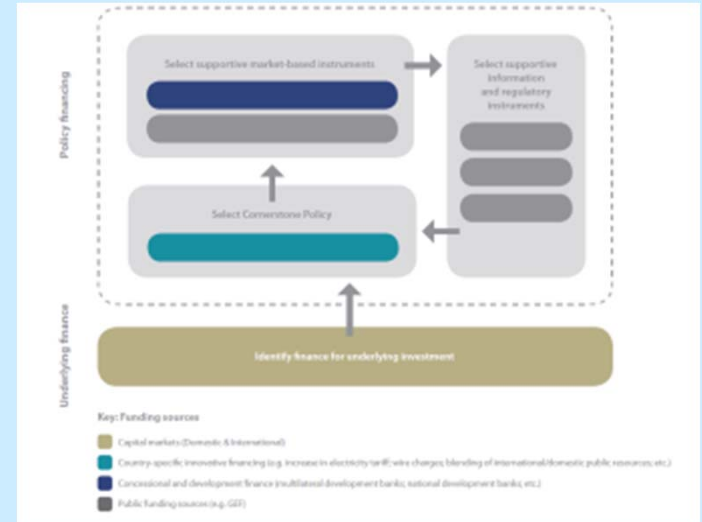 Policy financing
Select supportive market-based instruments
Select supportive
information
and regulatory
instruments
Select Cornerstone Policy
Underlying finance
Identify finance for underlying investment
Key: Funding sources
Capital markets (Domestic & International)
Country-specific innovative financing (e.g. increase in electricity tariff; wire charges; blending of international/domestic public resources; etc.)
Concessional and development finance (multilateral development banks; national development banks, etc.)
Public funding sources (e.g. GEF)